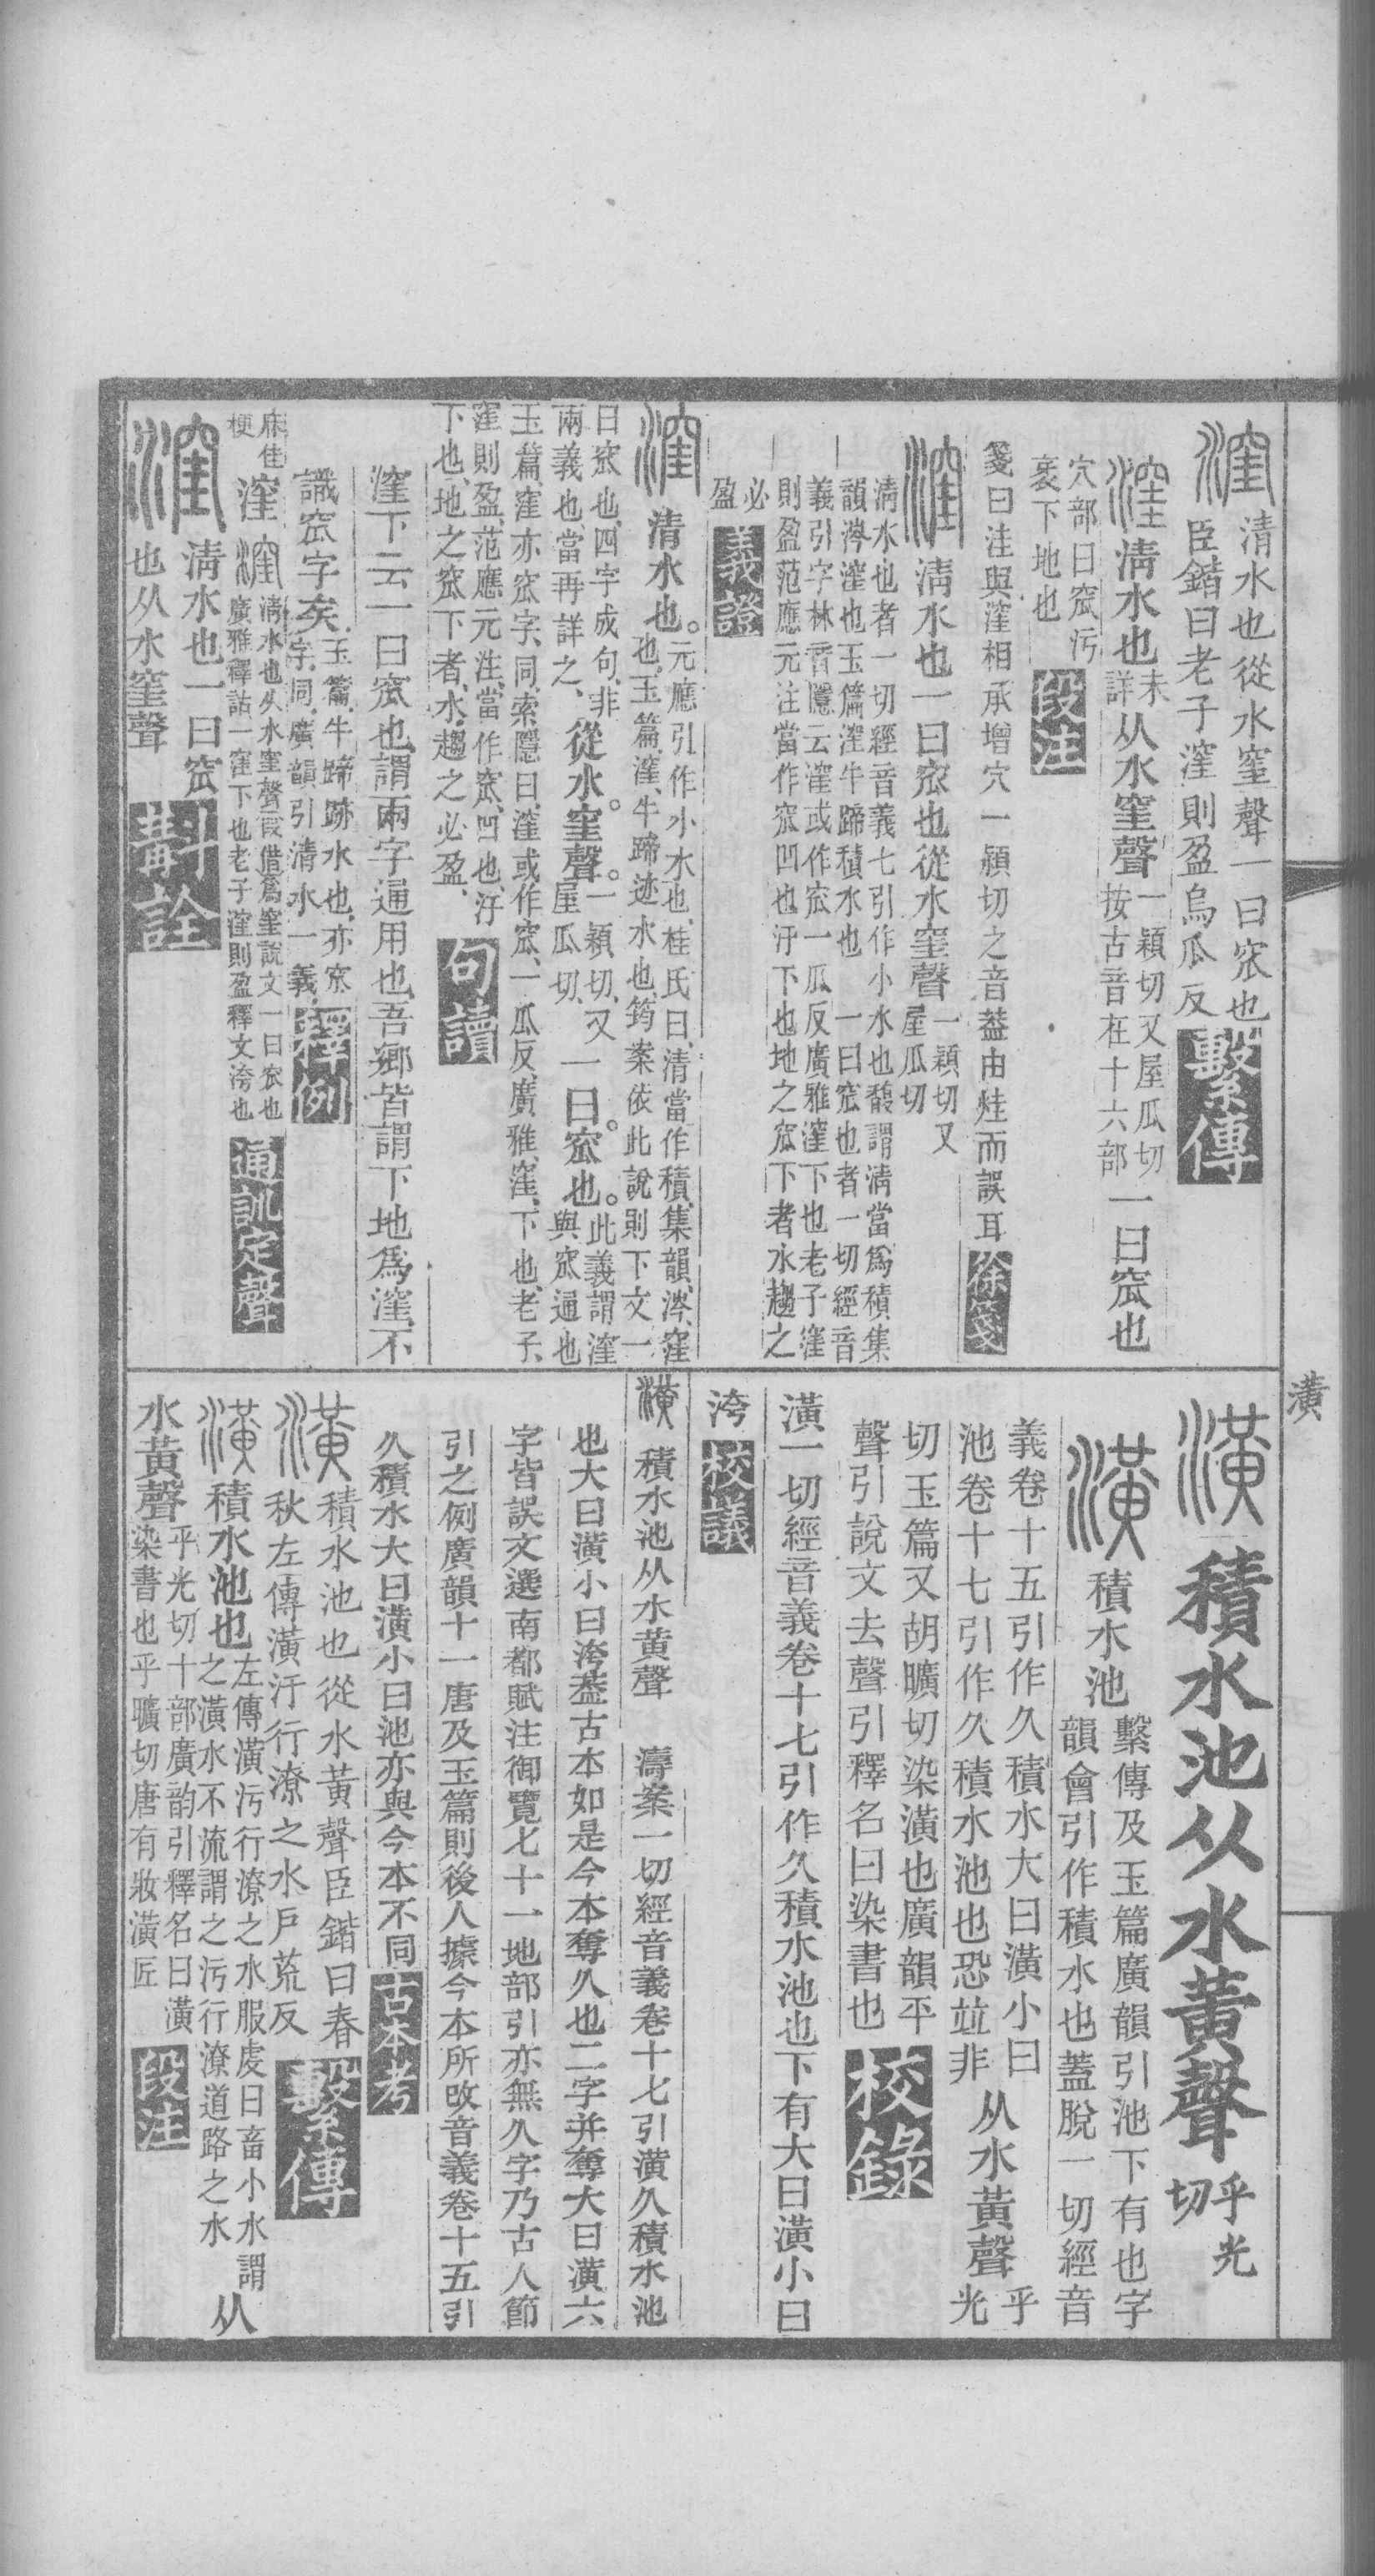 漥 清水也從水窐聲一曰窊也
臣鍇曰老子漥則盈烏瓜反 繫傳
漥 清水也
未
詳
从水窐聲
一潁切又屋瓜切
按古音在十六部
一曰窊也
穴部曰窊污
衺下地也
段注
箋曰洼與漥相承增穴一潁切之音葢由炷而誤耳 徐箋
漥 清水也一曰窊也從水窐聲
一潁切又
屋瓜切
清水也者一切經音義七引作小水也馥謂清當爲積集
韻涔漥也玉篇漥牛蹄積水也 一曰窊也者一切經音
義引字林晉隱云漥或作窊一瓜反廣雅漥下也老子窪
則盈范應元注當作窊凹也汙下也地之窊下者水趨之
必
盈
義證
漥 清水也。
元應引作小水也、桂氏曰、清當作積、集韻、涔、窪
也、玉篇、漥、牛蹄迹水也、筠案依此說則下文一
曰窊也、四字成句、非
兩義也、當再詳之、
從水。窐聲。
一潁切、又
屋瓜切、
一曰。窊也。
此義謂漥
與窊通也
玉篇、窪亦窊字、同、索隱曰、漥或作窊、一瓜反、廣雅、窪、下也、老子、
窪則盈、范應元注、當作窊、凹也、汙
下也、地之窊下者、水、趨之必盈、
句讀
漥下云一曰窊也、謂兩字通用也、吾鄉皆謂下地爲漥、不
識窊字矣、
玉篇、牛蹄跡水也、亦窊
字、同、廣韻引清水一義、
釋例
麻佳
梗
漥 漥
清水也从水窐聲叚借爲窐說文一曰窊也
廣雅釋詁一窪下也老子漥則盈釋文洿也
通訓定聲
漥 清水也一曰窊
也从水窐聲
斠詮
潢
潢 積水池从水黃聲
乎光
切
潢 積水池
繫傳及玉篇廣韻引池下有也字
韻會引作積水也蓋脫一切經音
義卷十五引作久積水大曰潢小曰
池卷十七引作久積水池也恐竝非
从水黃聲
乎
光
切玉篇又胡曠切染潢也廣韻平
聲引說文去聲引釋名曰染書也
校錄
潢一切經音義卷十七引作久積水池也下有大曰潢小曰
洿 校議
潢 積水池从水黄聲 濤案一切經音義卷十七引潢久積水池
也大曰潢小曰洿葢古本如是今本奪久也二字并奪大曰潢六
字皆誤文選南都賦注御覽七十一地部引亦無久字乃古人節
引之例廣韻十一唐及玉篇則後人據今本所改音義卷十五引
久積水大曰潢小曰池亦與今本不同 古本考
潢 積水池也從水黃聲臣鍇曰春
秋左傳潢汙行潦之水戶荒反 繫傳
潢 積水池也
左傳潢污行潦之水服虔曰畜小水謂
之潢水不流謂之污行潦道路之水
从
水黃聲
乎光切十部廣韵引釋名曰潢
染書也乎曠切唐有妝潢匠
段注